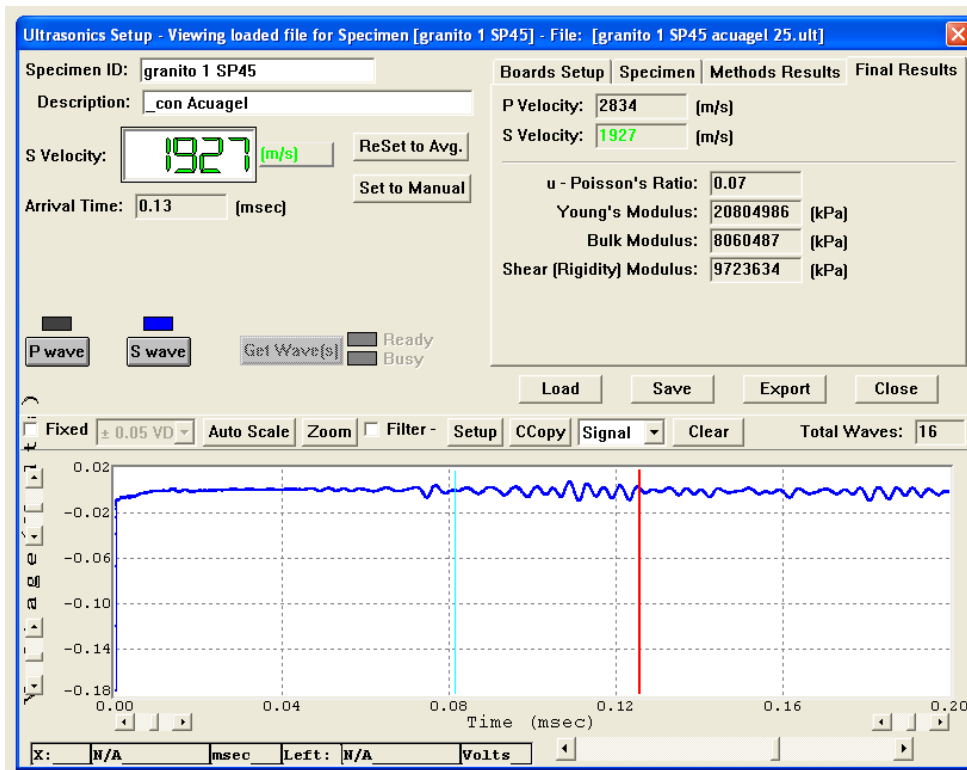 Ultrasonics Setup - Viewing loaded file for Specimen [granito 1 SP45] - File: [granito 1 SP45 acuagel 25.ult]
Specimen ID: granito 1 SP45
Description: _con Acuagel
S Velocity: 1927 (m/s)
ReSet to Avg.
Set to Manual
Arrival Time: 0.13 (msec)
Boards Setup Specimen Methods Results Final Results
P Velocity: 2834 (m/s)
S Velocity: 1927 (m/s)
u - Poisson's Ratio: 0.07
Young's Modulus: 20804986 (kPa)
Bulk Modulus: 8060487 (kPa)
Shear (Rigidity) Modulus: 9723634 (kPa)
P wave S wave Get Wave(s) Ready
Busy
Load Save Export Close
Fixed ± 0.05 VD Auto Scale Zoom Filter - Setup CCopy Signal Clear Total Waves: 16
0.02
-0.02
-0.06
-0.10
-0.14
-0.18
0.00 0.04 0.08 0.12 0.16 0.20
Time (msec)
X: N/A msec Left: N/A Volts